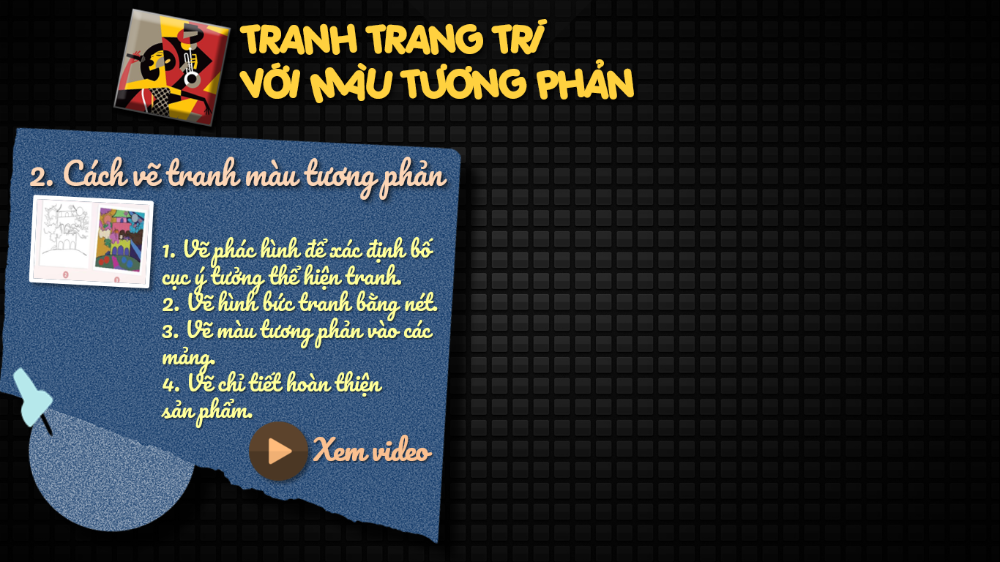 TRANH TRANG TRÍ
VỚI MÀU TƯƠNG PHẢN
2. Cách vẽ tranh màu tương phản
1. Vẽ phác hình để xác định bố
cục ý tưởng thể hiện tranh.
2. Vẽ hình bức tranh bằng nét.
3. Vẽ màu tương phản vào các
mảng.
4. Vẽ chỉ tiết hoàn thiện
sản phẩm.
2
1
Xem video